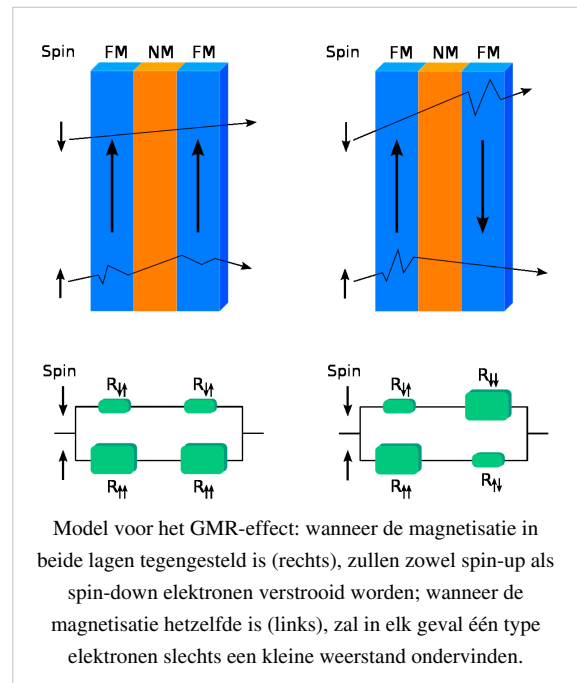 Spin FM NM FM Spin FM NM FM
Spin Spin
R↓↑ R↓↑ R↓↑ R↓↓
R↑↑ R↑↑ R↑↑ R↑↓
Model voor het GMR-effect: wanneer de magnetisatie in
beide lagen tegengesteld is (rechts), zullen zowel spin-up als
spin-down elektronen verstrooid worden; wanneer de
magnetisatie hetzelfde is (links), zal in elk geval één type
elektronen slechts een kleine weerstand ondervinden.